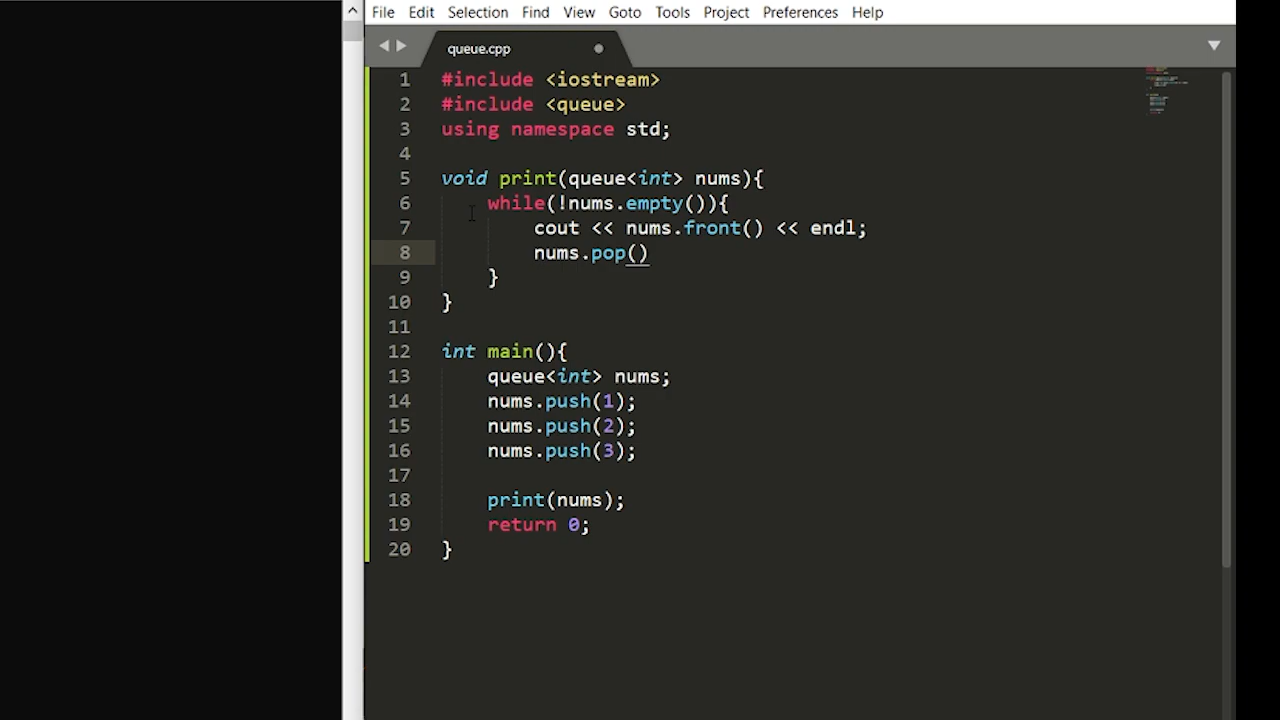 File Edit Selection Find View Goto Tools Project Preferences Help
queue.cpp
1 #include <iostream>
2 #include <queue>
3 using namespace std;
4
5 void print(queue<int> nums){
6 while(!nums.empty()){
7 cout << nums.front() << endl;
8 nums.pop()
9 }
10 }
11
12 int main(){
13 queue<int> nums;
14 nums.push(1);
15 nums.push(2);
16 nums.push(3);
17
18 print(nums);
19 return 0;
20 }